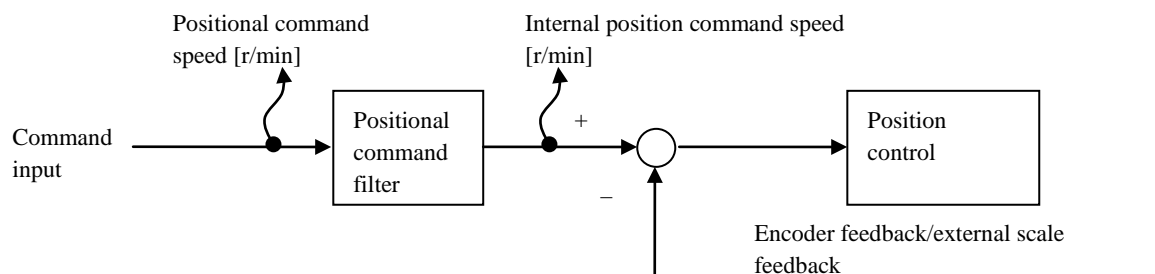 Positional command
speed [r/min]
Internal position command speed
[r/min]
Command
input
Positional
command
filter
+
−
Position
control
Encoder feedback/external scale
feedback